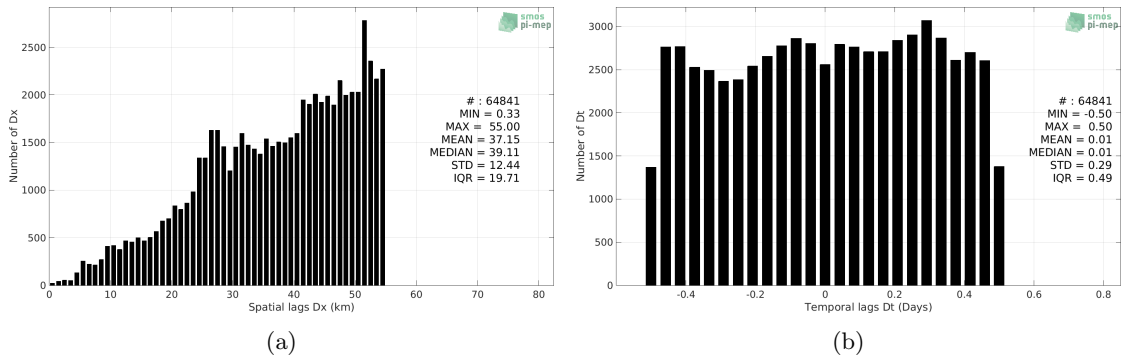 smos
pi-mep
2500
2000
1500
1000
500
0
Number of Dx
# : 64841
MIN = 0.33
MAX = 55.00
MEAN = 37.15
MEDIAN = 39.11
STD = 12.44
IQR = 19.71
0 10 20 30 40 50 60 70 80
Spatial lags Dx (km)
(a)
smos
pi-mep
3000
2500
2000
1500
1000
500
0
Number of Dt
# : 64841
MIN = -0.50
MAX = 0.50
MEAN = 0.01
MEDIAN = 0.01
STD = 0.29
IQR = 0.49
-0.4 -0.2 0 0.2 0.4 0.6 0.8
Temporal lags Dt (Days)
(b)